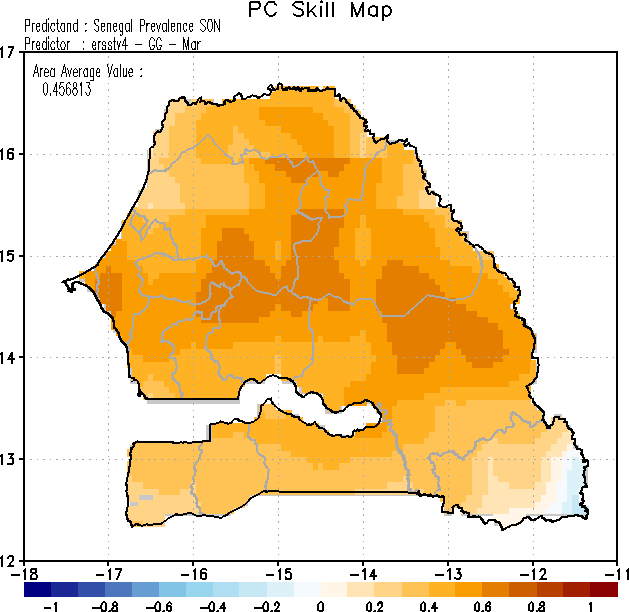 PC Skill Map
Predictand : Senegal Prevalence SON
Predictor : ersstv4 - GG - Mar
Area Average Value :
0.456813
17
16
15
14
13
12
-18 -17 -16 -15 -14 -13 -12 -11
-1 -0.8 -0.6 -0.4 -0.2 0 0.2 0.4 0.6 0.8 1